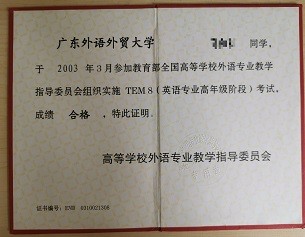 广东外语外贸大学 同学,
于 2003 年 3 月参加教育部全国高等学校外语专业教学
指导委员会组织实施 TEM 8 (英语专业高年级阶段) 考试,
成绩 合格 ,特此证明。
高等学校外语专业教学指导委员会
证书编号: